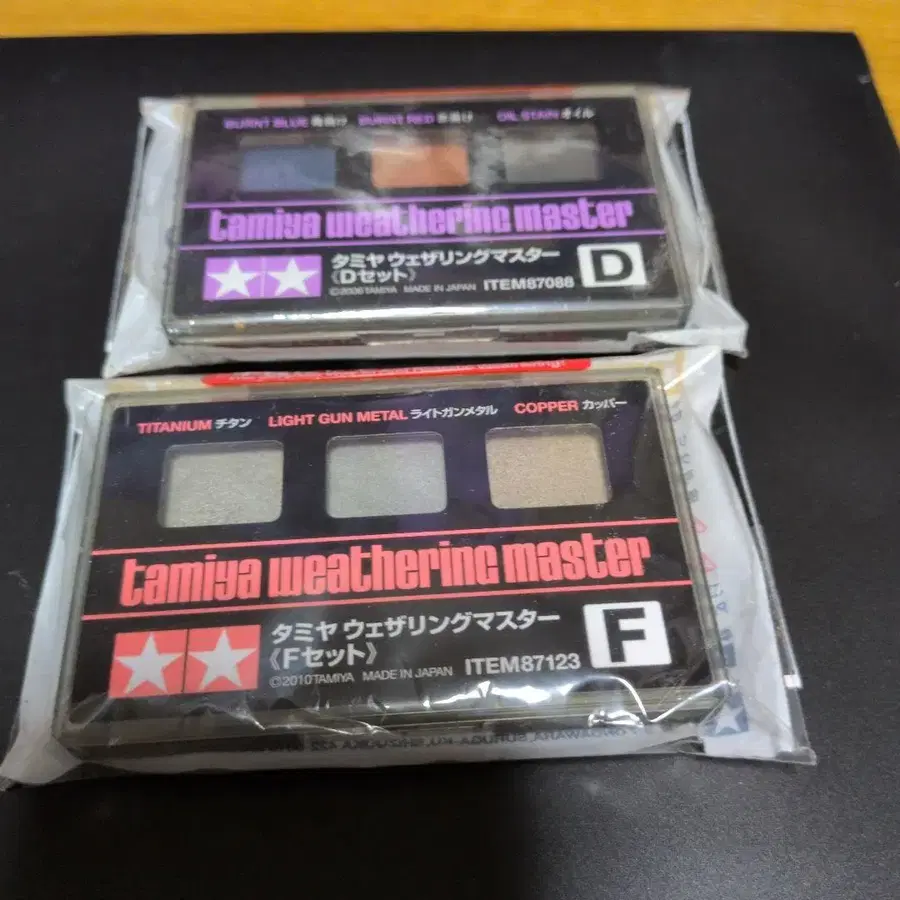 BURNT BLUE 青焼け BURNT RED 赤焼け OIL STAIN オイル
tamiya weathering master
タミヤ ウェザリングマスター
《Dセット》
D
©2006 TAMIYA MADE IN JAPAN ITEM87088
TITANIUM チタン LIGHT GUN METAL ライトガンメタル COPPER カッパー
tamiya weathering master
タミヤ ウェザリングマスター
《Fセット》
F
©2010 TAMIYA MADE IN JAPAN ITEM87123